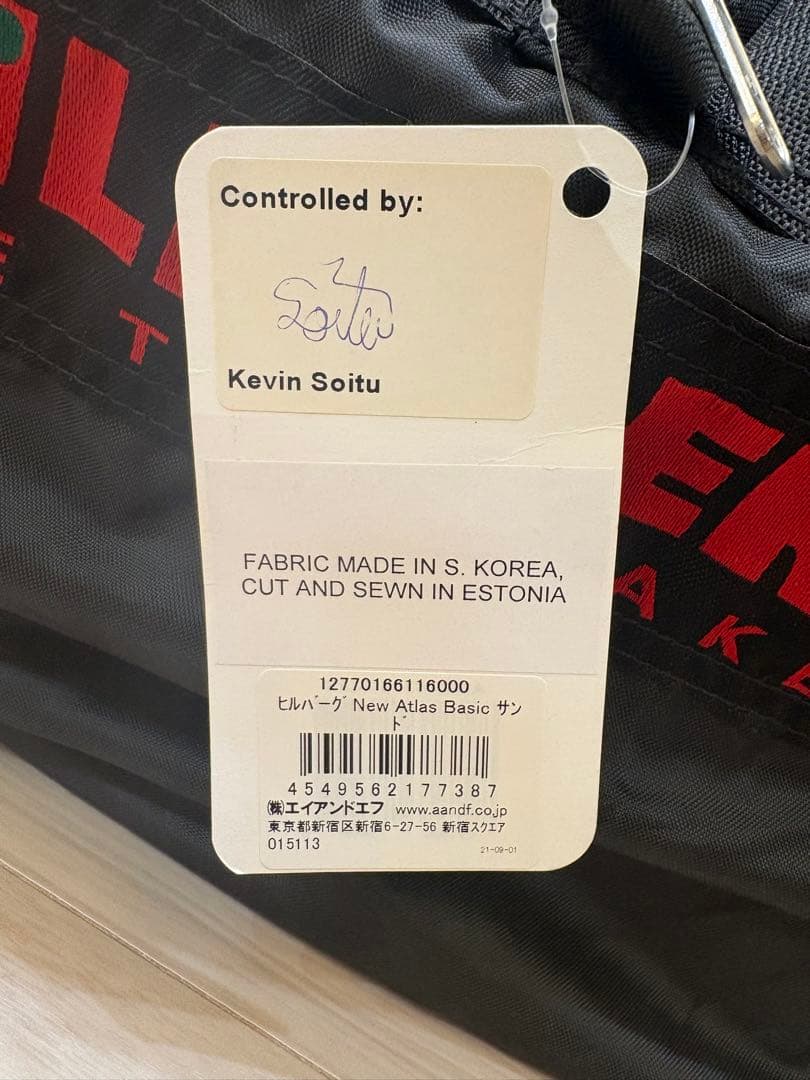 Controlled by:
Soitu
Kevin Soitu
FABRIC MADE IN S. KOREA,
CUT AND SEWN IN ESTONIA
12770166116000
ﾋﾙﾊﾞｰｸﾞ New Atlas Basic サン
ﾄﾞ
4549562177387
㈱エイアンドエフ www.aandf.co.jp
東京都新宿区新宿6-27-56 新宿スクエア
015113
21-09-01